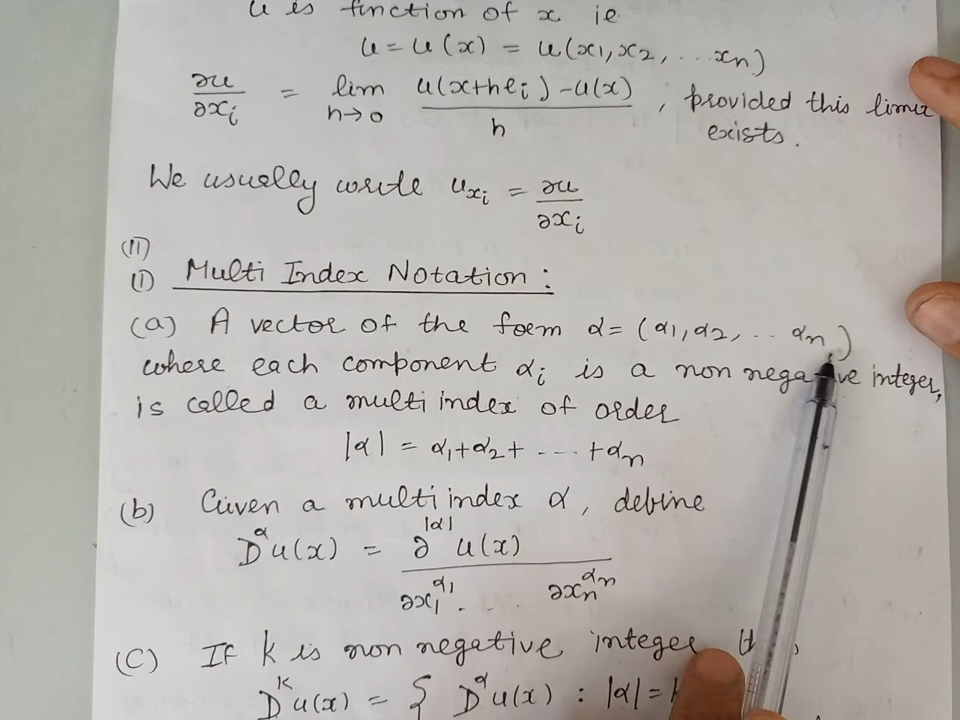 u is function of x ie
u = u(x) = u(x1, x2, ... xn)
∂u/∂xi = lim h→0 u(x+hei) - u(x) / h , provided this limit
exists.
We usually write uxi = ∂u/∂xi
(II)
(1) Multi Index Notation :
(a) A vector of the form α = (α1, α2, ... αn)
where each component αi is a non negative integer,
is called a multi index of order
|α| = α1 + α2 + ... + αn
(b) Given a multi index α, define
D^α u(x) = ∂^|α| u(x) / ∂x1^α1 ... ∂xn^αn
(C) If k is non negative integer
D^k u(x) = { D^α u(x) : |α| =